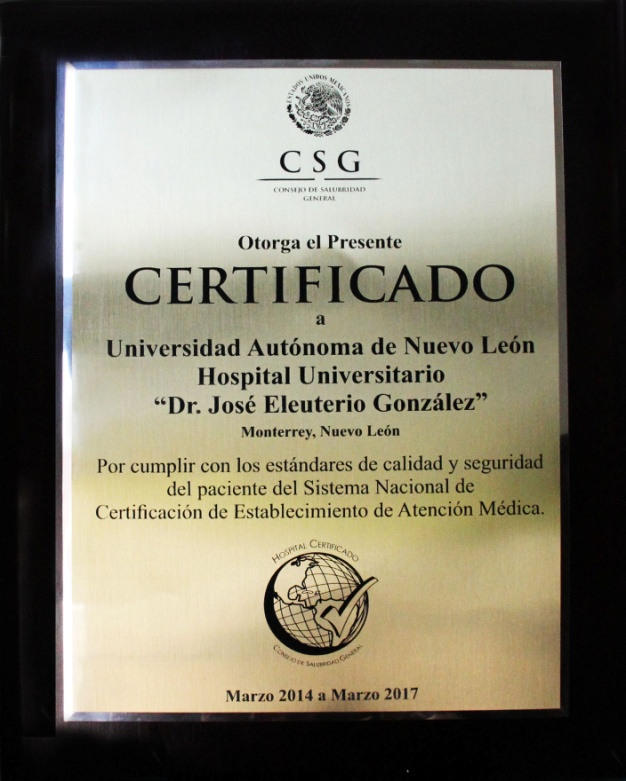 ESTADOS UNIDOS MEXICANOS
CSG
CONSEJO DE SALUBRIDAD
GENERAL
Otorga el Presente
CERTIFICADO
a
Universidad Autónoma de Nuevo León
Hospital Universitario
“Dr. José Eleuterio González”
Monterrey, Nuevo León
Por cumplir con los estándares de calidad y seguridad
del paciente del Sistema Nacional de
Certificación de Establecimiento de Atención Médica.
HOSPITAL CERTIFICADO
CONSEJO DE SALUBRIDAD GENERAL
Marzo 2014 a Marzo 2017